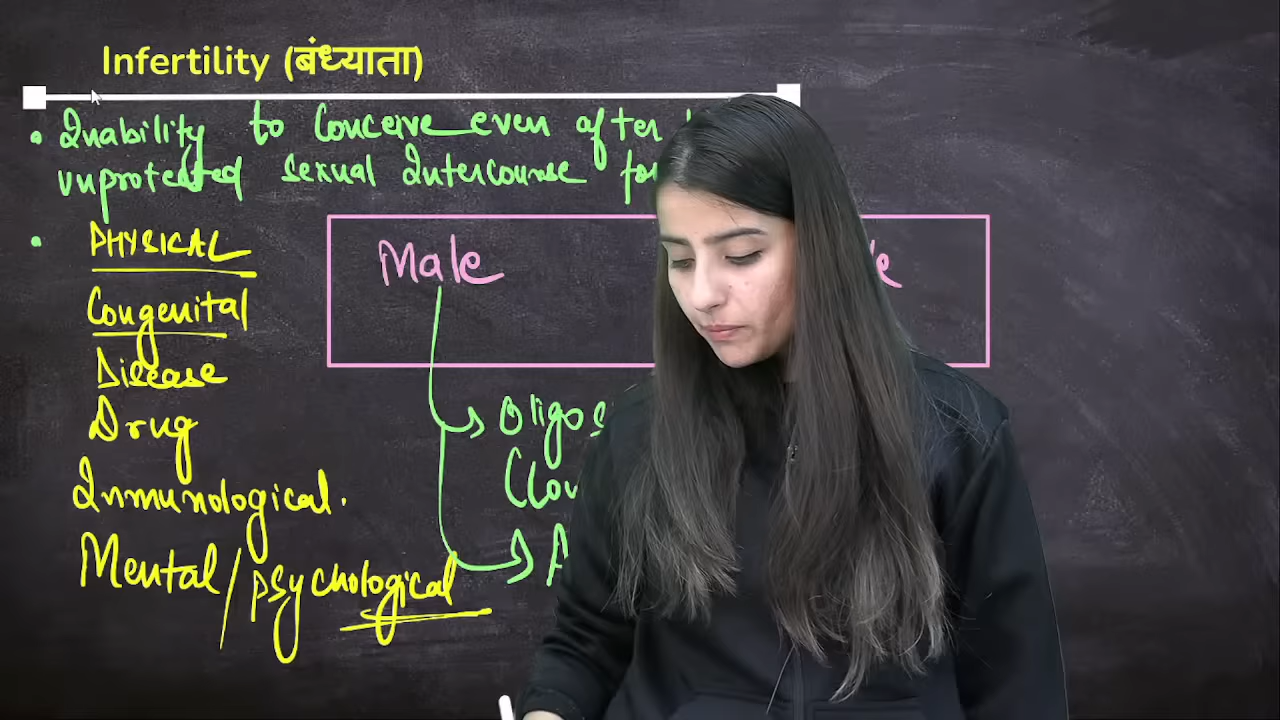 Infertility (बंध्याता)
• Inability to Conceive even after
unprotected sexual Intercourse for
• PHYSICAL
Male
Congenital
Disease
Drug
Immunological.
Mental/psychological